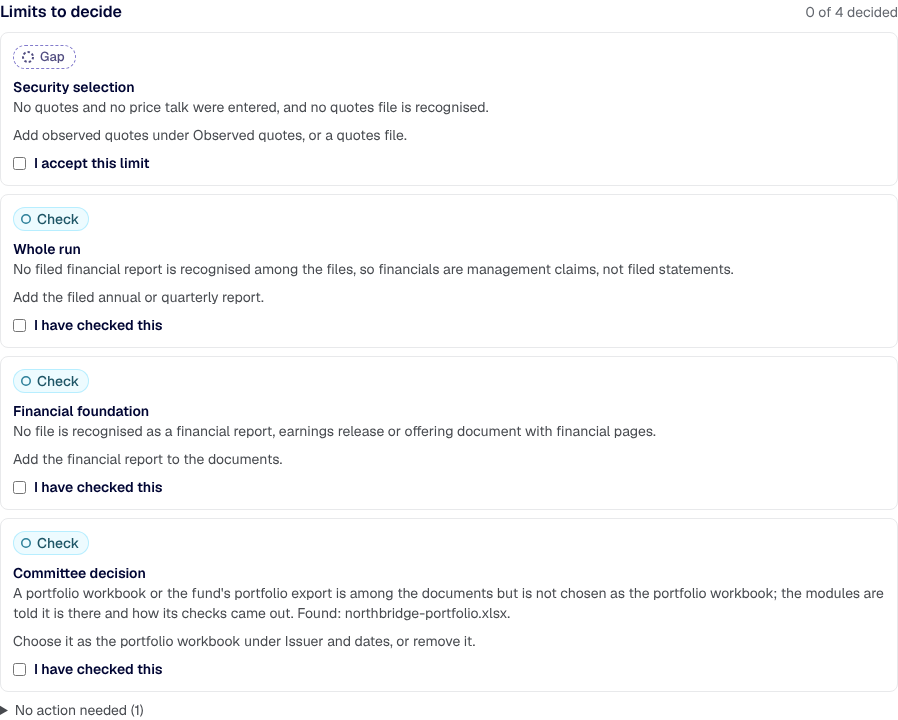 Limits to decide
0 of 4 decided
Gap
Security selection
No quotes and no price talk were entered, and no quotes file is recognised.
Add observed quotes under Observed quotes, or a quotes file.
I accept this limit
Check
Whole run
No filed financial report is recognised among the files, so financials are management claims, not filed statements.
Add the filed annual or quarterly report.
I have checked this
Check
Financial foundation
No file is recognised as a financial report, earnings release or offering document with financial pages.
Add the financial report to the documents.
I have checked this
Check
Committee decision
A portfolio workbook or the fund's portfolio export is among the documents but is not chosen as the portfolio workbook; the modules are
told it is there and how its checks came out. Found: northbridge-portfolio.xlsx.
Choose it as the portfolio workbook under Issuer and dates, or remove it.
I have checked this
No action needed (1)